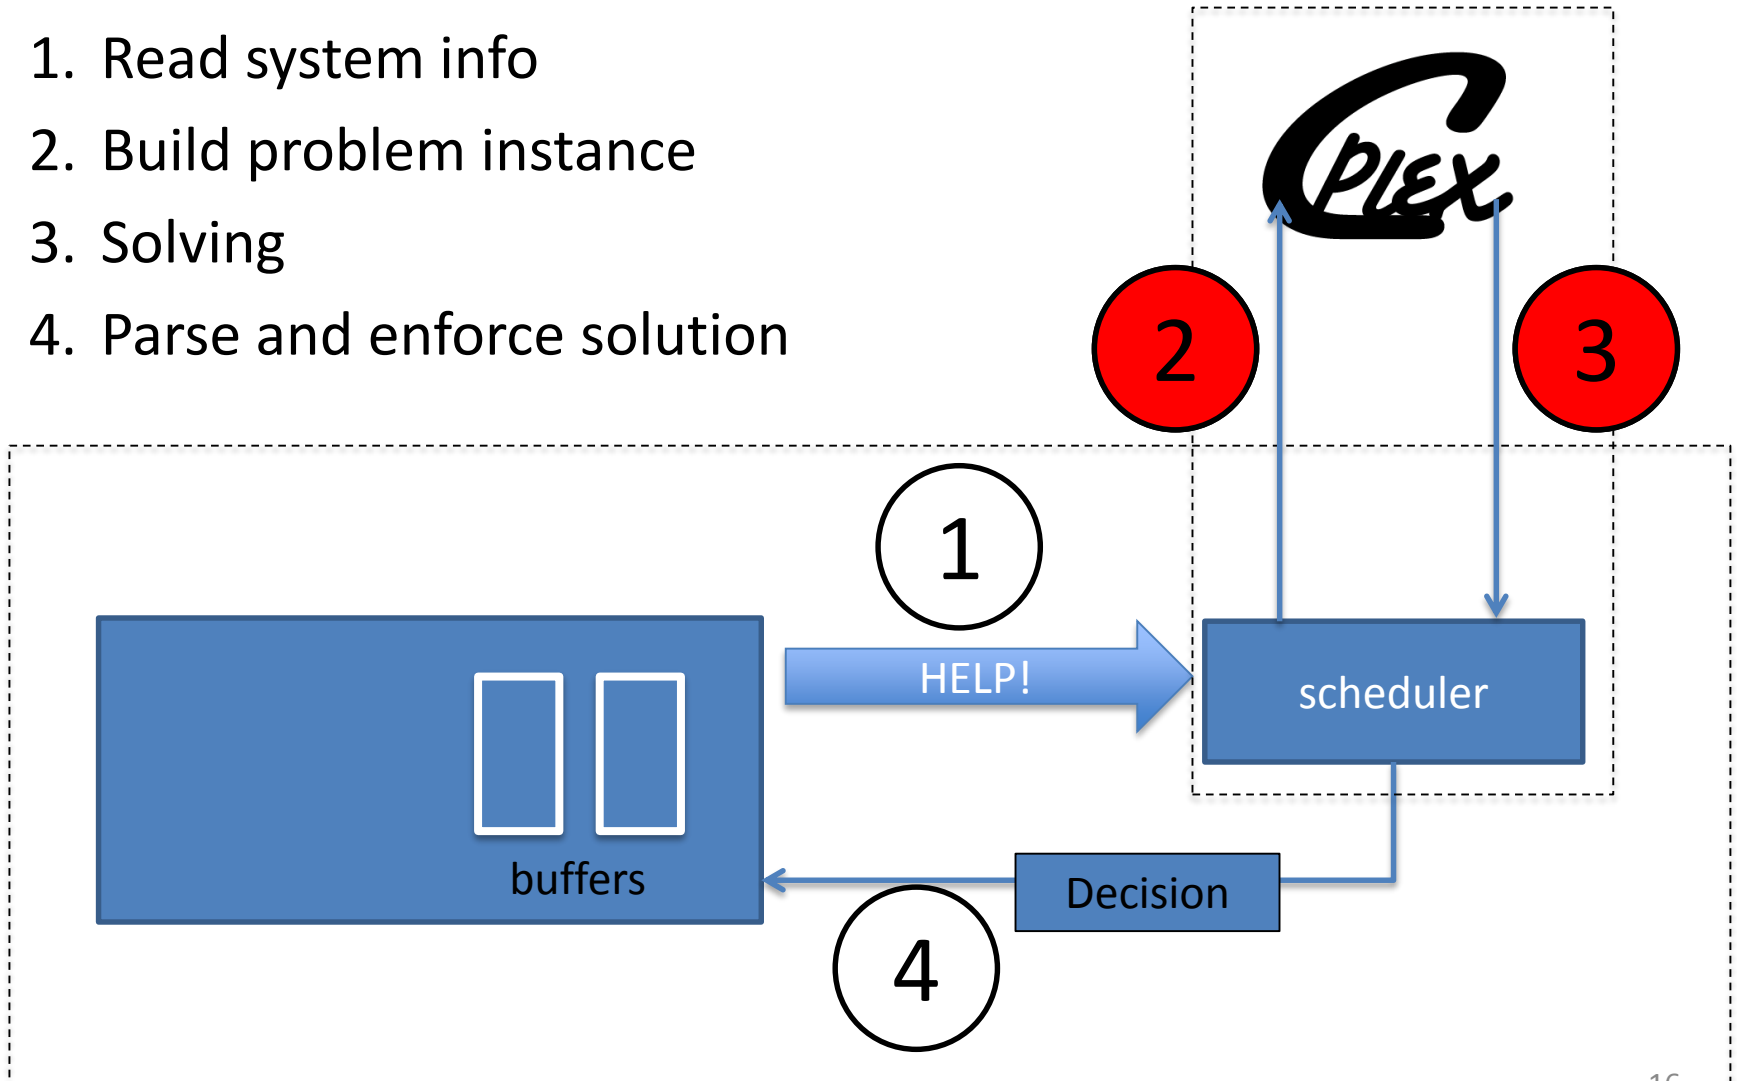 1. Read system info
2. Build problem instance
3. Solving
4. Parse and enforce solution
Cplex
2
3
1
HELP!
scheduler
buffers
Decision
4
16